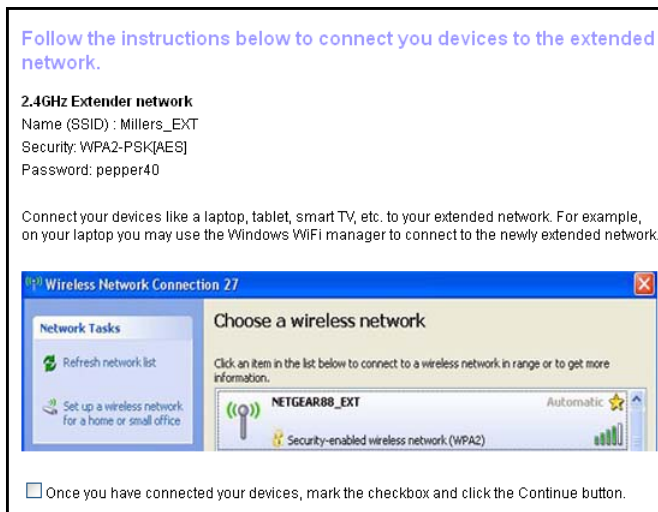 Follow the instructions below to connect you devices to the extended
network.
2.4GHz Extender network
Name (SSID) : Millers_EXT
Security: WPA2-PSK[AES]
Password: pepper40
Connect your devices like a laptop, tablet, smart TV, etc. to your extended network. For example,
on your laptop you may use the Windows WiFi manager to connect to the newly extended network
Wireless Network Connection 27
Network Tasks
Refresh network list
Set up a wireless network
for a home or small office
Choose a wireless network
Click an item in the list below to connect to a wireless network in range or to get more
information.
NETGEAR88_EXT
Automatic
Security-enabled wireless network (WPA2)
Once you have connected your devices, mark the checkbox and click the Continue button.